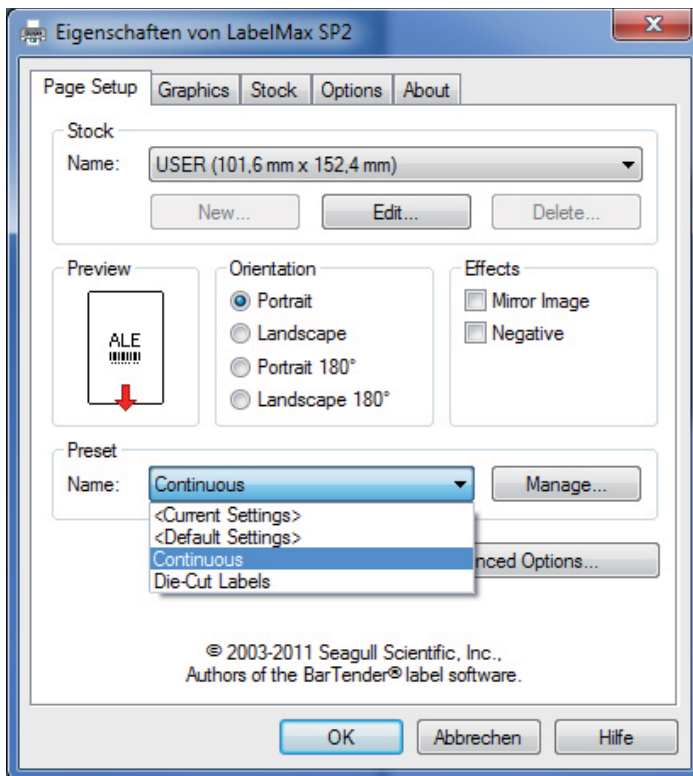 Eigenschaften von LabelMax SP2
Page Setup Graphics Stock Options About
Stock
Name: USER (101,6 mm x 152,4 mm)
New... Edit... Delete...
Preview Orientation Effects
ALE
Portrait Mirror Image
Landscape Negative
Portrait 180°
Landscape 180°
Preset
Name: Continuous Manage...
<Current Settings>
<Default Settings>
Continuous
Die-Cut Labels
nced Options...
© 2003-2011 Seagull Scientific, Inc.,
Authors of the BarTender® label software.
OK Abbrechen Hilfe